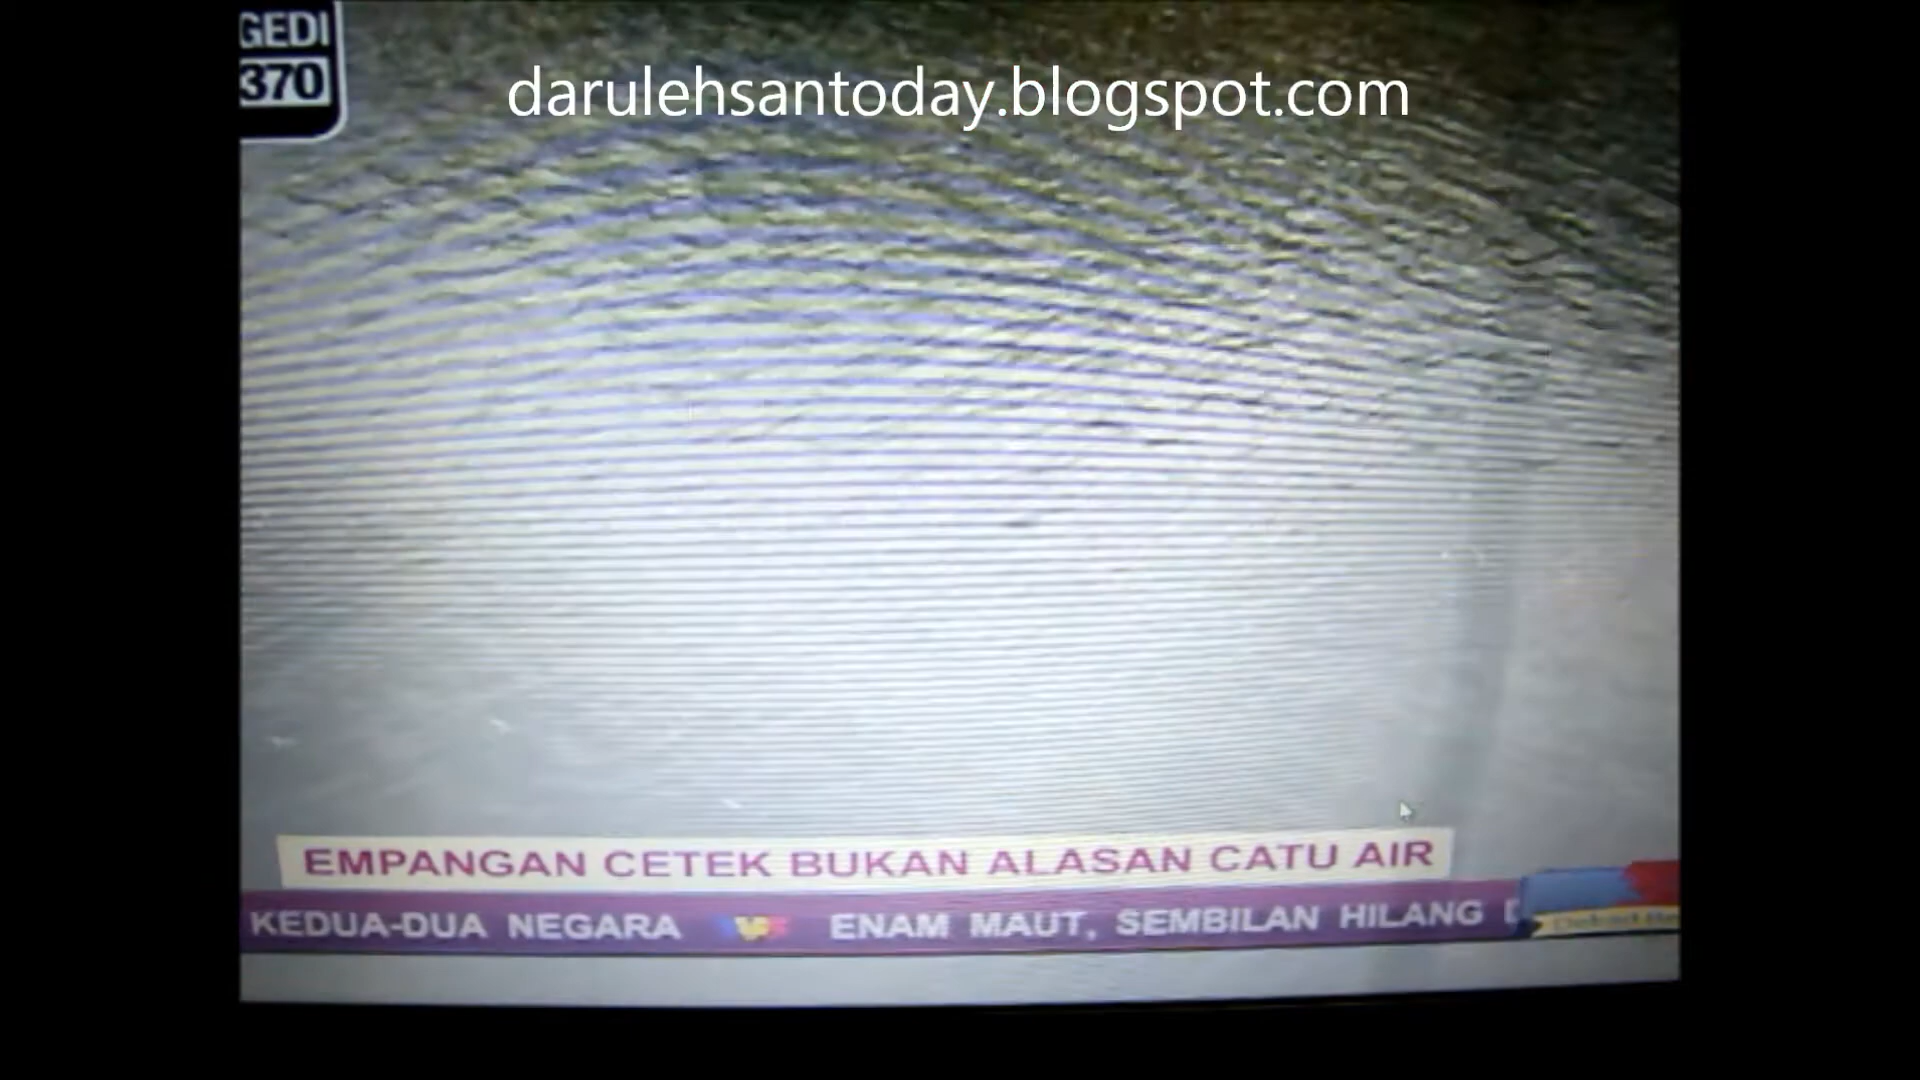 GEDI
370
darulehsantoday.blogspot.com
EMPANGAN CETEK BUKAN ALASAN CATU AIR
KEDUA-DUA NEGARA
ENAM MAUT, SEMBILAN HILANG